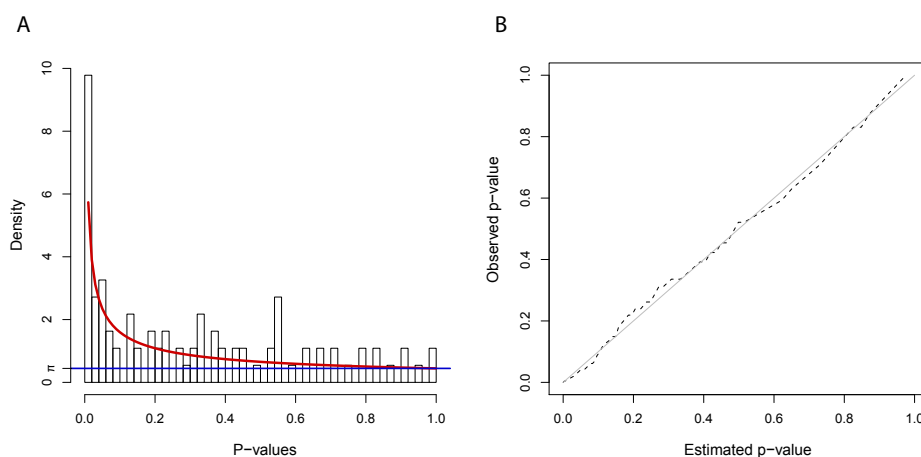 A
B
10
8
6
4
2
π
0
Density
0.0 0.2 0.4 0.6 0.8 1.0
P−values
1.0
0.8
0.6
0.4
0.2
0.0
Observed p−value
0.0 0.2 0.4 0.6 0.8 1.0
Estimated p−value